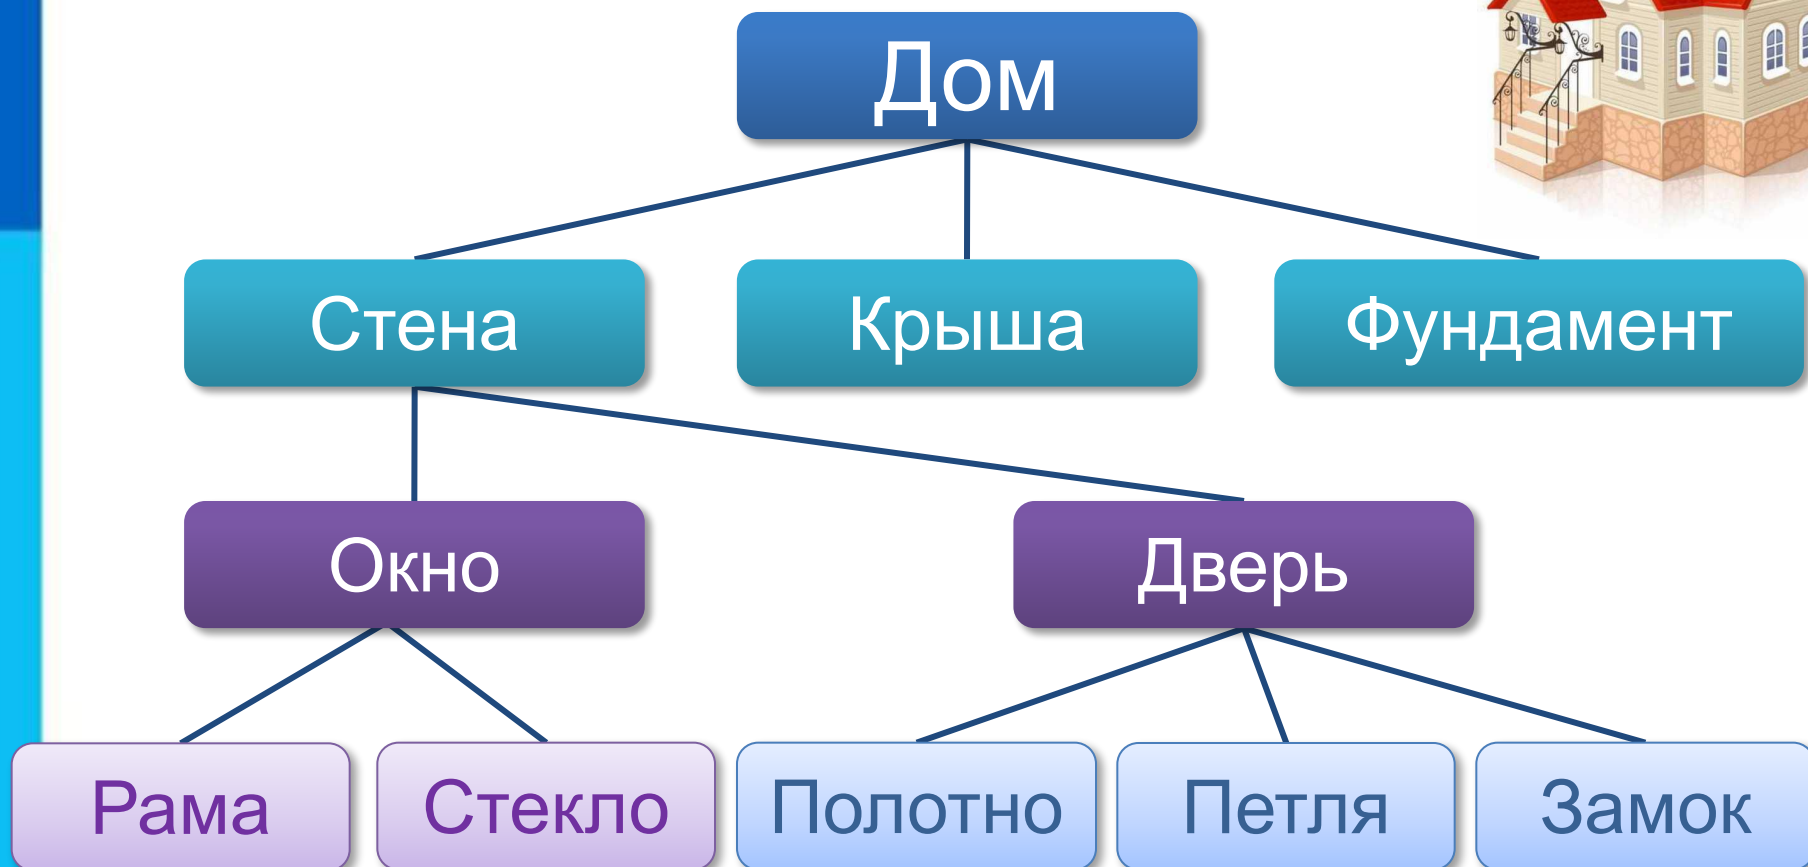 Дом
Стена
Крыша
Фундамент
Окно
Дверь
Рама
Стекло
Полотно
Петля
Замок